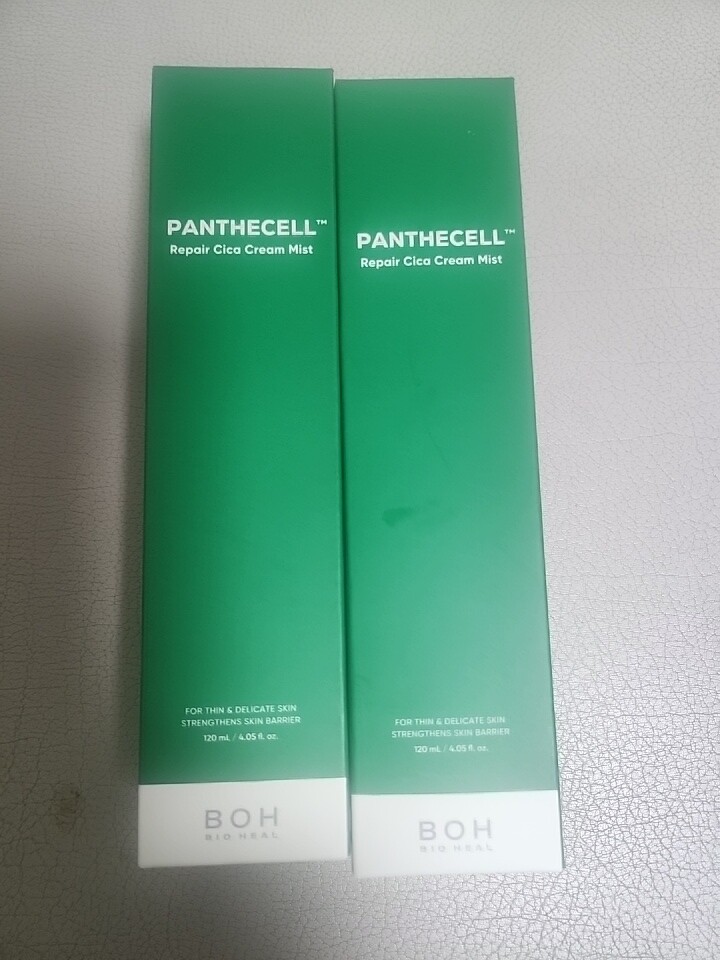 PANTHECELL™
Repair Cica Cream Mist
FOR THIN & DELICATE SKIN
STRENGTHENS SKIN BARRIER
120 mL / 4.05 fl. oz.
BOH
BIO HEAL
PANTHECELL™
Repair Cica Cream Mist
FOR THIN & DELICATE SKIN
STRENGTHENS SKIN BARRIER
120 mL / 4.05 fl. oz.
BOH
BIO HEAL